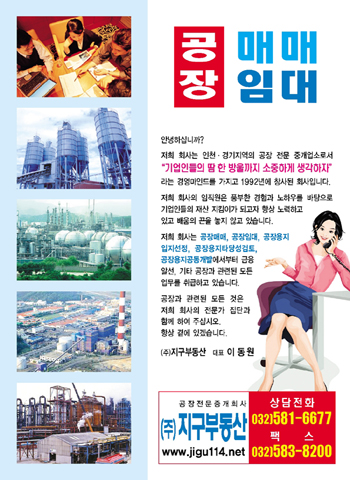 공장
매매
임대
안녕하십니까?
저희 회사는 인천·경기지역의 공장 전문 중개업소로서
"기업인들의 땀 한 방울까지 소중하게 생각하자"
라는 경영마인드를 가지고 1992년에 창사된 회사입니다.
저희 회사의 임직원은 풍부한 경험과 노하우를 바탕으로
기업인들의 재산 지킴이가 되고자 항상 노력하고
있고 배움의 끈을 놓지 않고 있습니다.
저희 회사는 공장매매, 공장임대, 공장용지
입지선정, 공장용지타당성검토,
공장용지공동개발에서부터 금융
알선, 기타 공장과 관련된 모든
업무를 취급하고 있습니다.
공장과 관련된 모든 것은
저희 회사의 전문가 집단과
함께 하여 주십시오.
항상 곁에 있겠습니다.
(주)지구부동산 대표 이동원
공장전문중개회사
(주)지구부동산
www.jigu114.net
상담전화
032)581-6677
팩스
032)583-8200